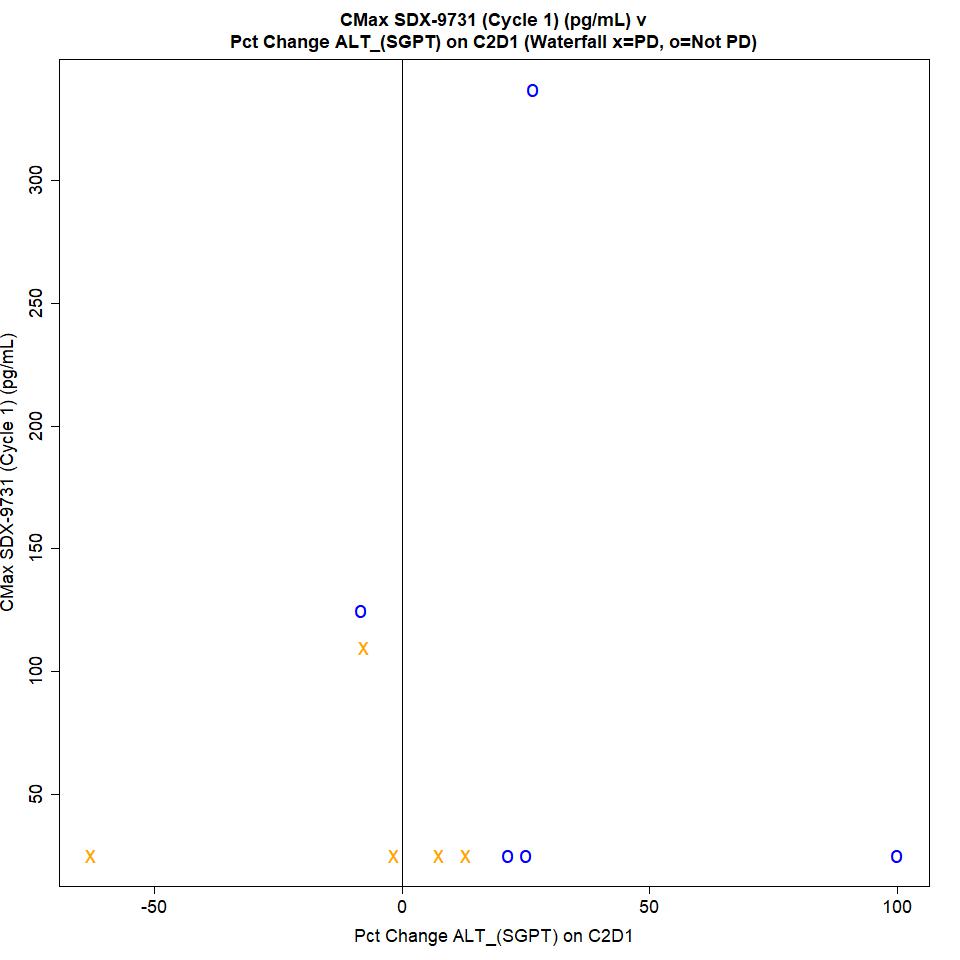 CMax SDX-9731 (Cycle 1) (pg/mL) v
Pct Change ALT_(SGPT) on C2D1 (Waterfall x=PD, o=Not PD)
CMax SDX-9731 (Cycle 1) (pg/mL)
300
250
200
150
100
50
o
o
x
x x x x o o o
-50 0 50 100
Pct Change ALT_(SGPT) on C2D1